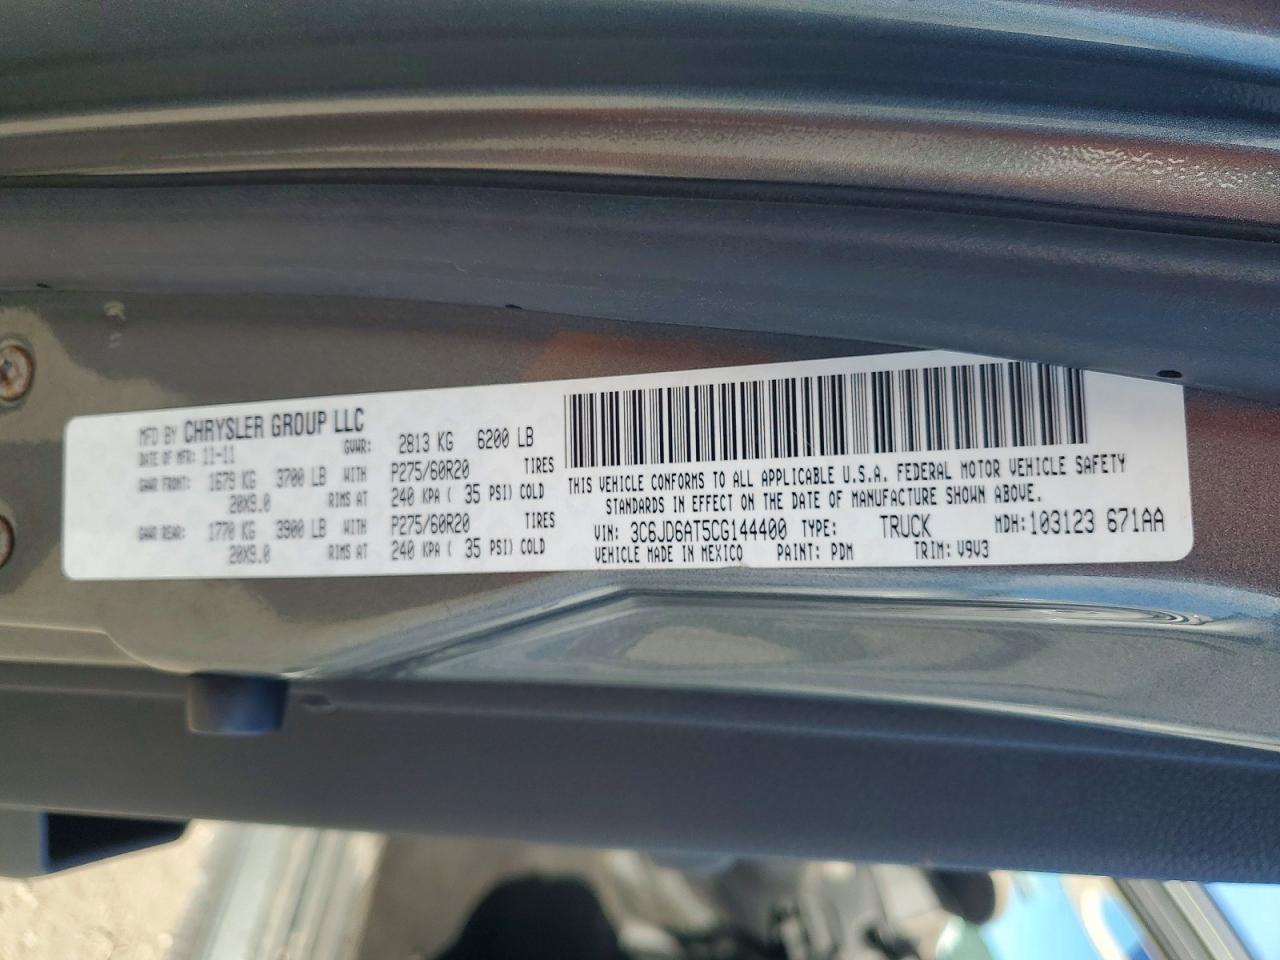 MFD BY CHRYSLER GROUP LLC
DATE OF MFR: 11-11 GVWR: 2813 KG 6200 LB
GAWR FRONT: 1679 KG 3700 LB WITH P275/60R20 TIRES
20X9.0 RIMS AT 240 KPA ( 35 PSI) COLD
GAWR REAR: 1770 KG 3900 LB WITH P275/60R20 TIRES
20X9.0 RIMS AT 240 KPA ( 35 PSI) COLD
THIS VEHICLE CONFORMS TO ALL APPLICABLE U.S.A. FEDERAL MOTOR VEHICLE SAFETY
STANDARDS IN EFFECT ON THE DATE OF MANUFACTURE SHOWN ABOVE.
VIN: 3C6JD6AT5CG144400 TYPE: TRUCK MDH: 103123 671AA
VEHICLE MADE IN MEXICO PAINT: PDM TRIM: V9V3